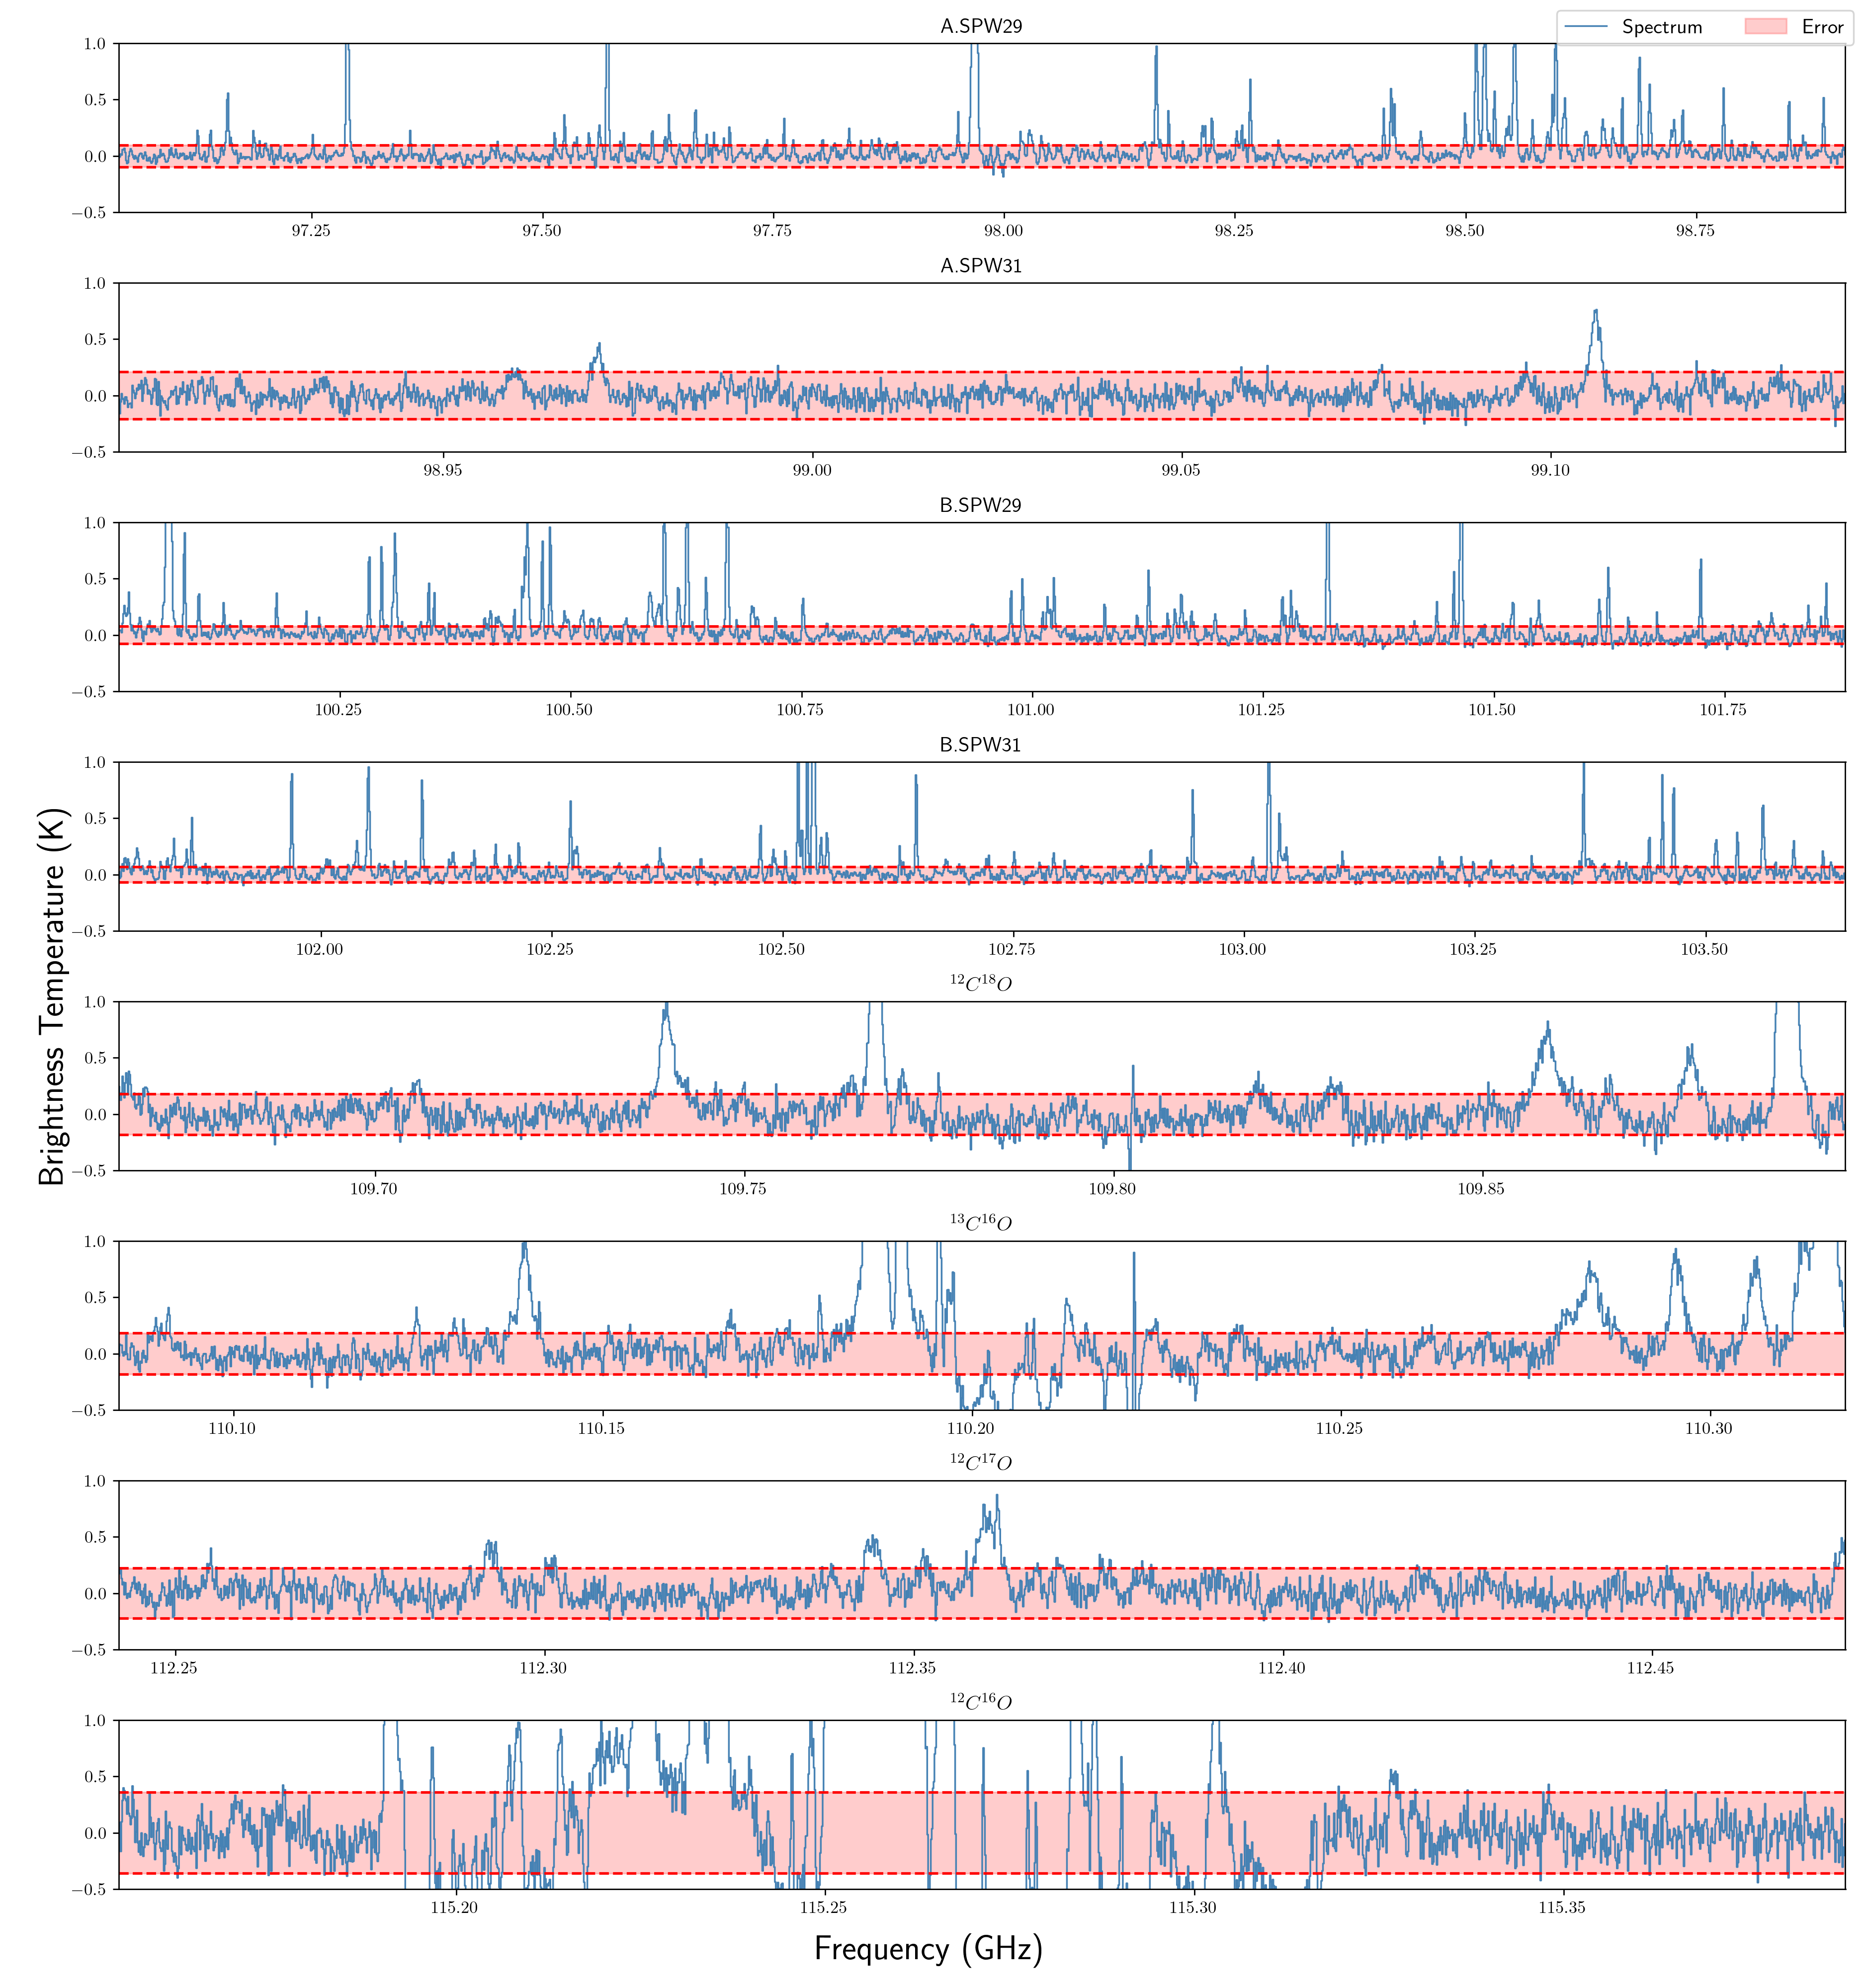 A.SPW29
Spectrum Error
1.0
0.5
0.0
−0.5
97.25 97.50 97.75 98.00 98.25 98.50 98.75
A.SPW31
1.0
0.5
0.0
−0.5
98.95 99.00 99.05 99.10
B.SPW29
1.0
0.5
0.0
−0.5
100.25 100.50 100.75 101.00 101.25 101.50 101.75
B.SPW31
1.0
0.5
0.0
−0.5
102.00 102.25 102.50 102.75 103.00 103.25 103.50
Brightness Temperature (K)
¹²C¹⁸O
1.0
0.5
0.0
−0.5
109.70 109.75 109.80 109.85
¹³C¹⁶O
1.0
0.5
0.0
−0.5
110.10 110.15 110.20 110.25 110.30
¹²C¹⁷O
1.0
0.5
0.0
−0.5
112.25 112.30 112.35 112.40 112.45
¹²C¹⁶O
1.0
0.5
0.0
−0.5
115.20 115.25 115.30 115.35
Frequency (GHz)